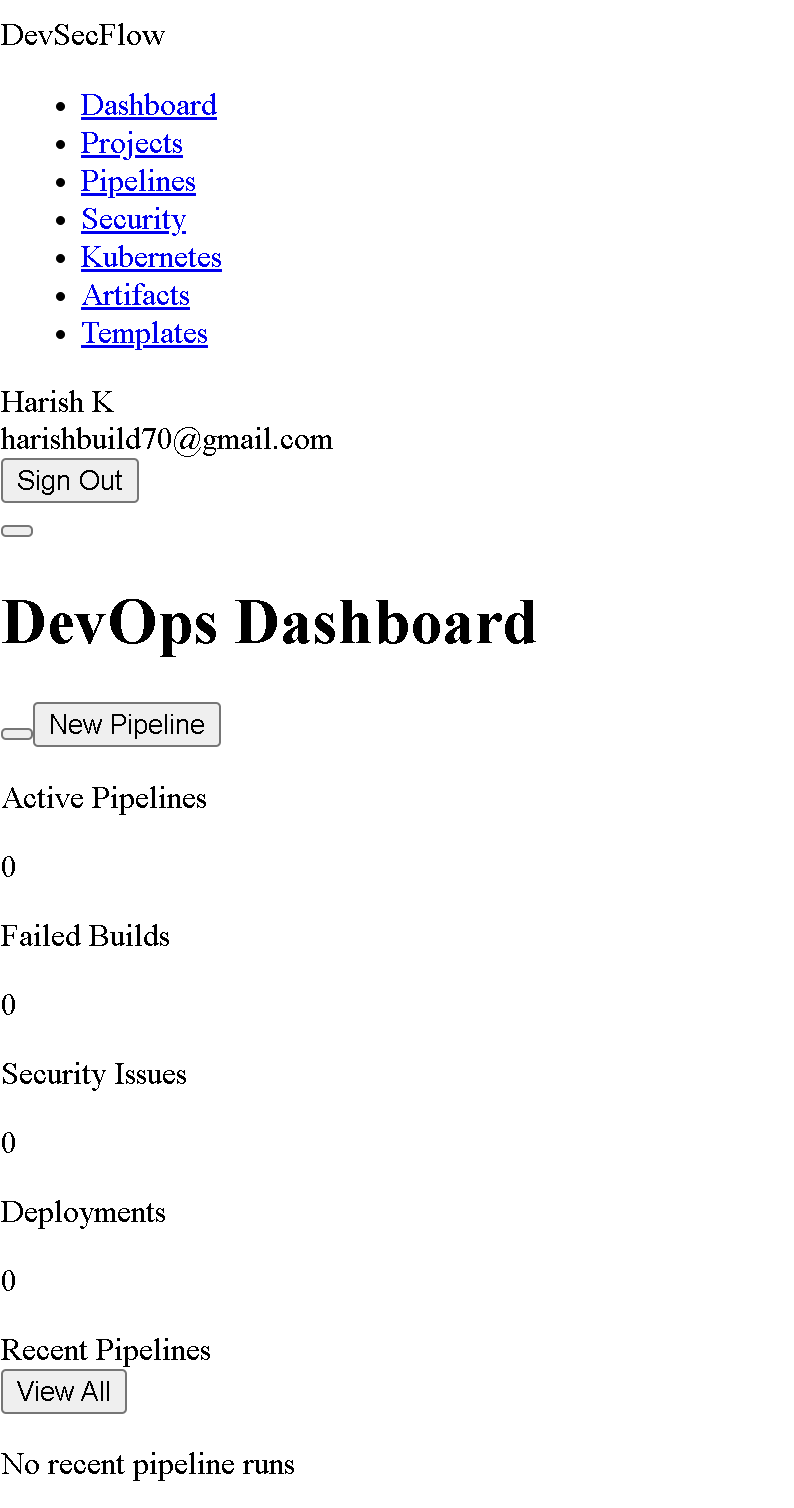 DevSecFlow
Dashboard
Projects
Pipelines
Security
Kubernetes
Artifacts
Templates
Harish K
harishbuild70@gmail.com
Sign Out
DevOps Dashboard
New Pipeline
Active Pipelines
0
Failed Builds
0
Security Issues
0
Deployments
0
Recent Pipelines
View All
No recent pipeline runs